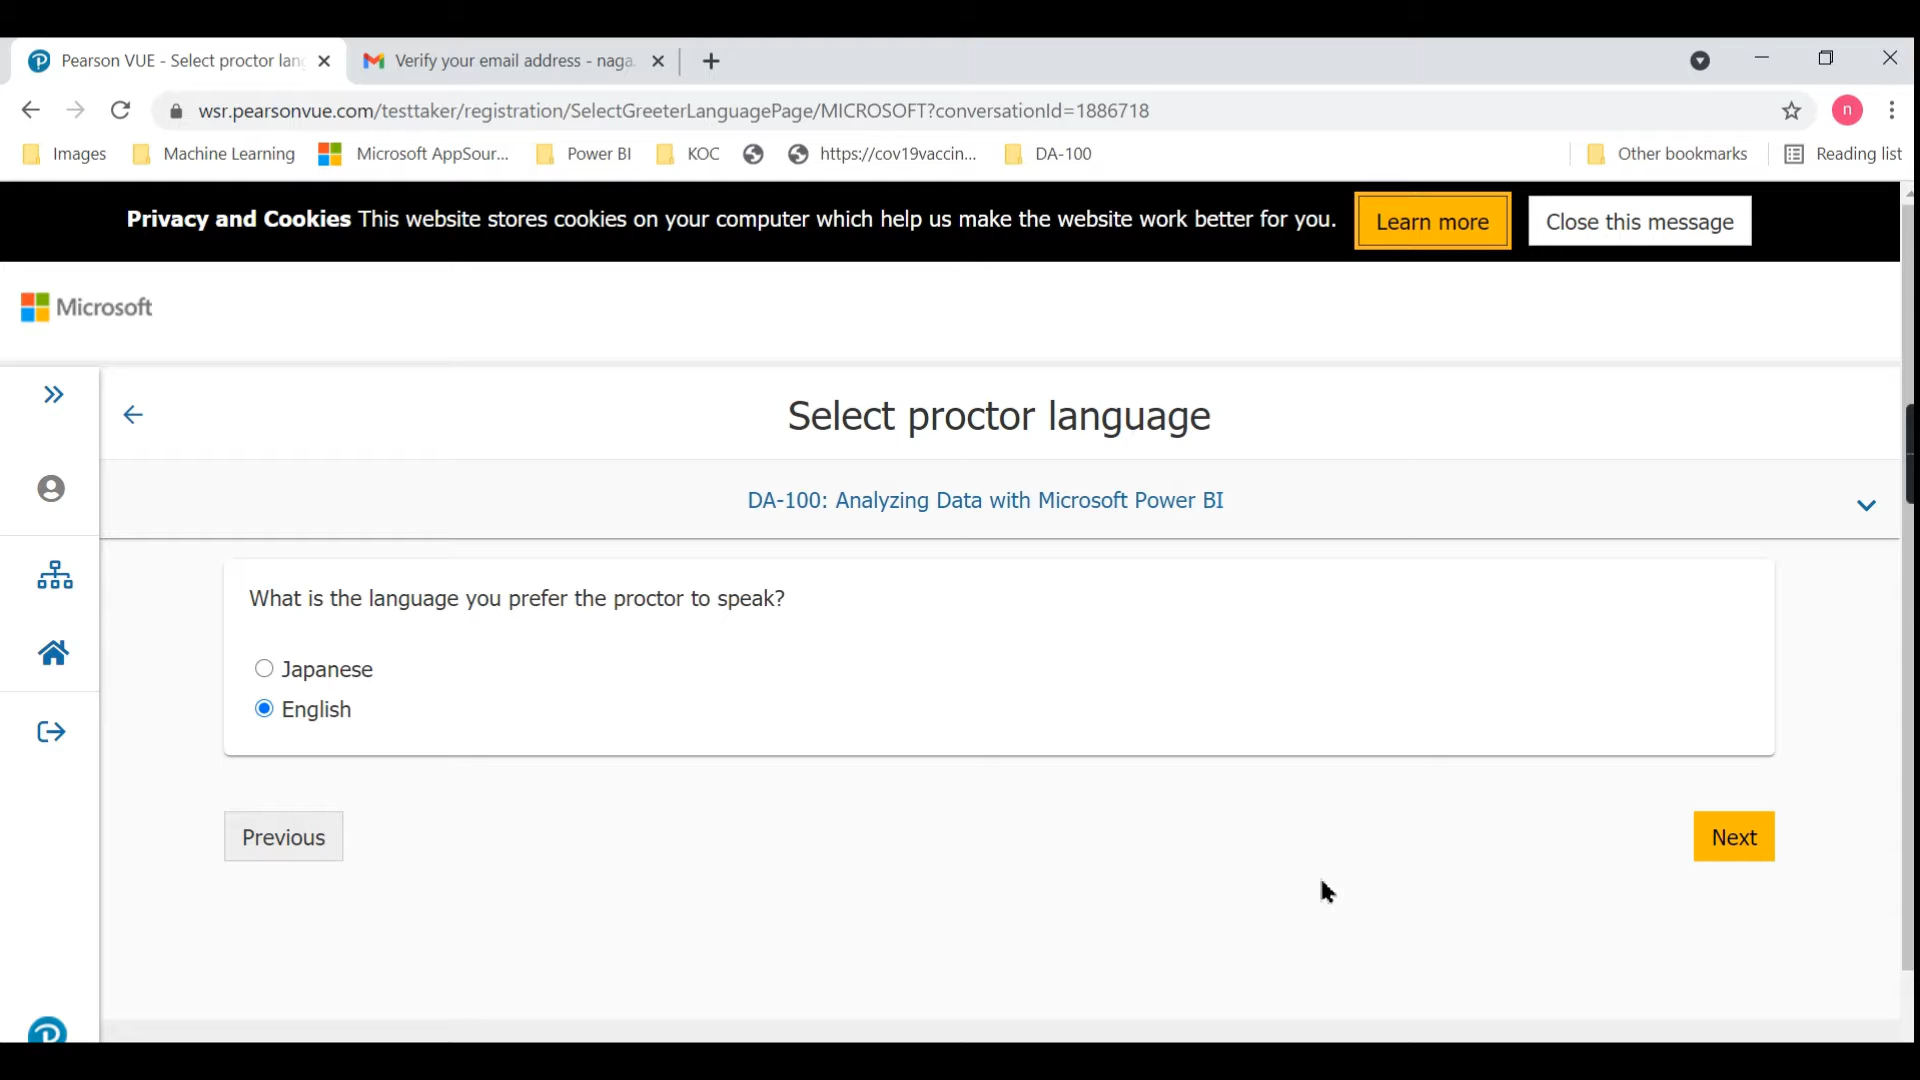 Pearson VUE - Select proctor lan
Verify your email address - naga.
wsr.pearsonvue.com/testtaker/registration/SelectGreeterLanguagePage/MICROSOFT?conversationId=1886718
n
Images
Machine Learning
Microsoft AppSour...
Power BI
KOC
https://cov19vaccin...
DA-100
Other bookmarks
Reading list
Privacy and Cookies This website stores cookies on your computer which help us make the website work better for you.
Learn more
Close this message
Microsoft
Select proctor language
DA-100: Analyzing Data with Microsoft Power BI
What is the language you prefer the proctor to speak?
Japanese
English
Previous
Next